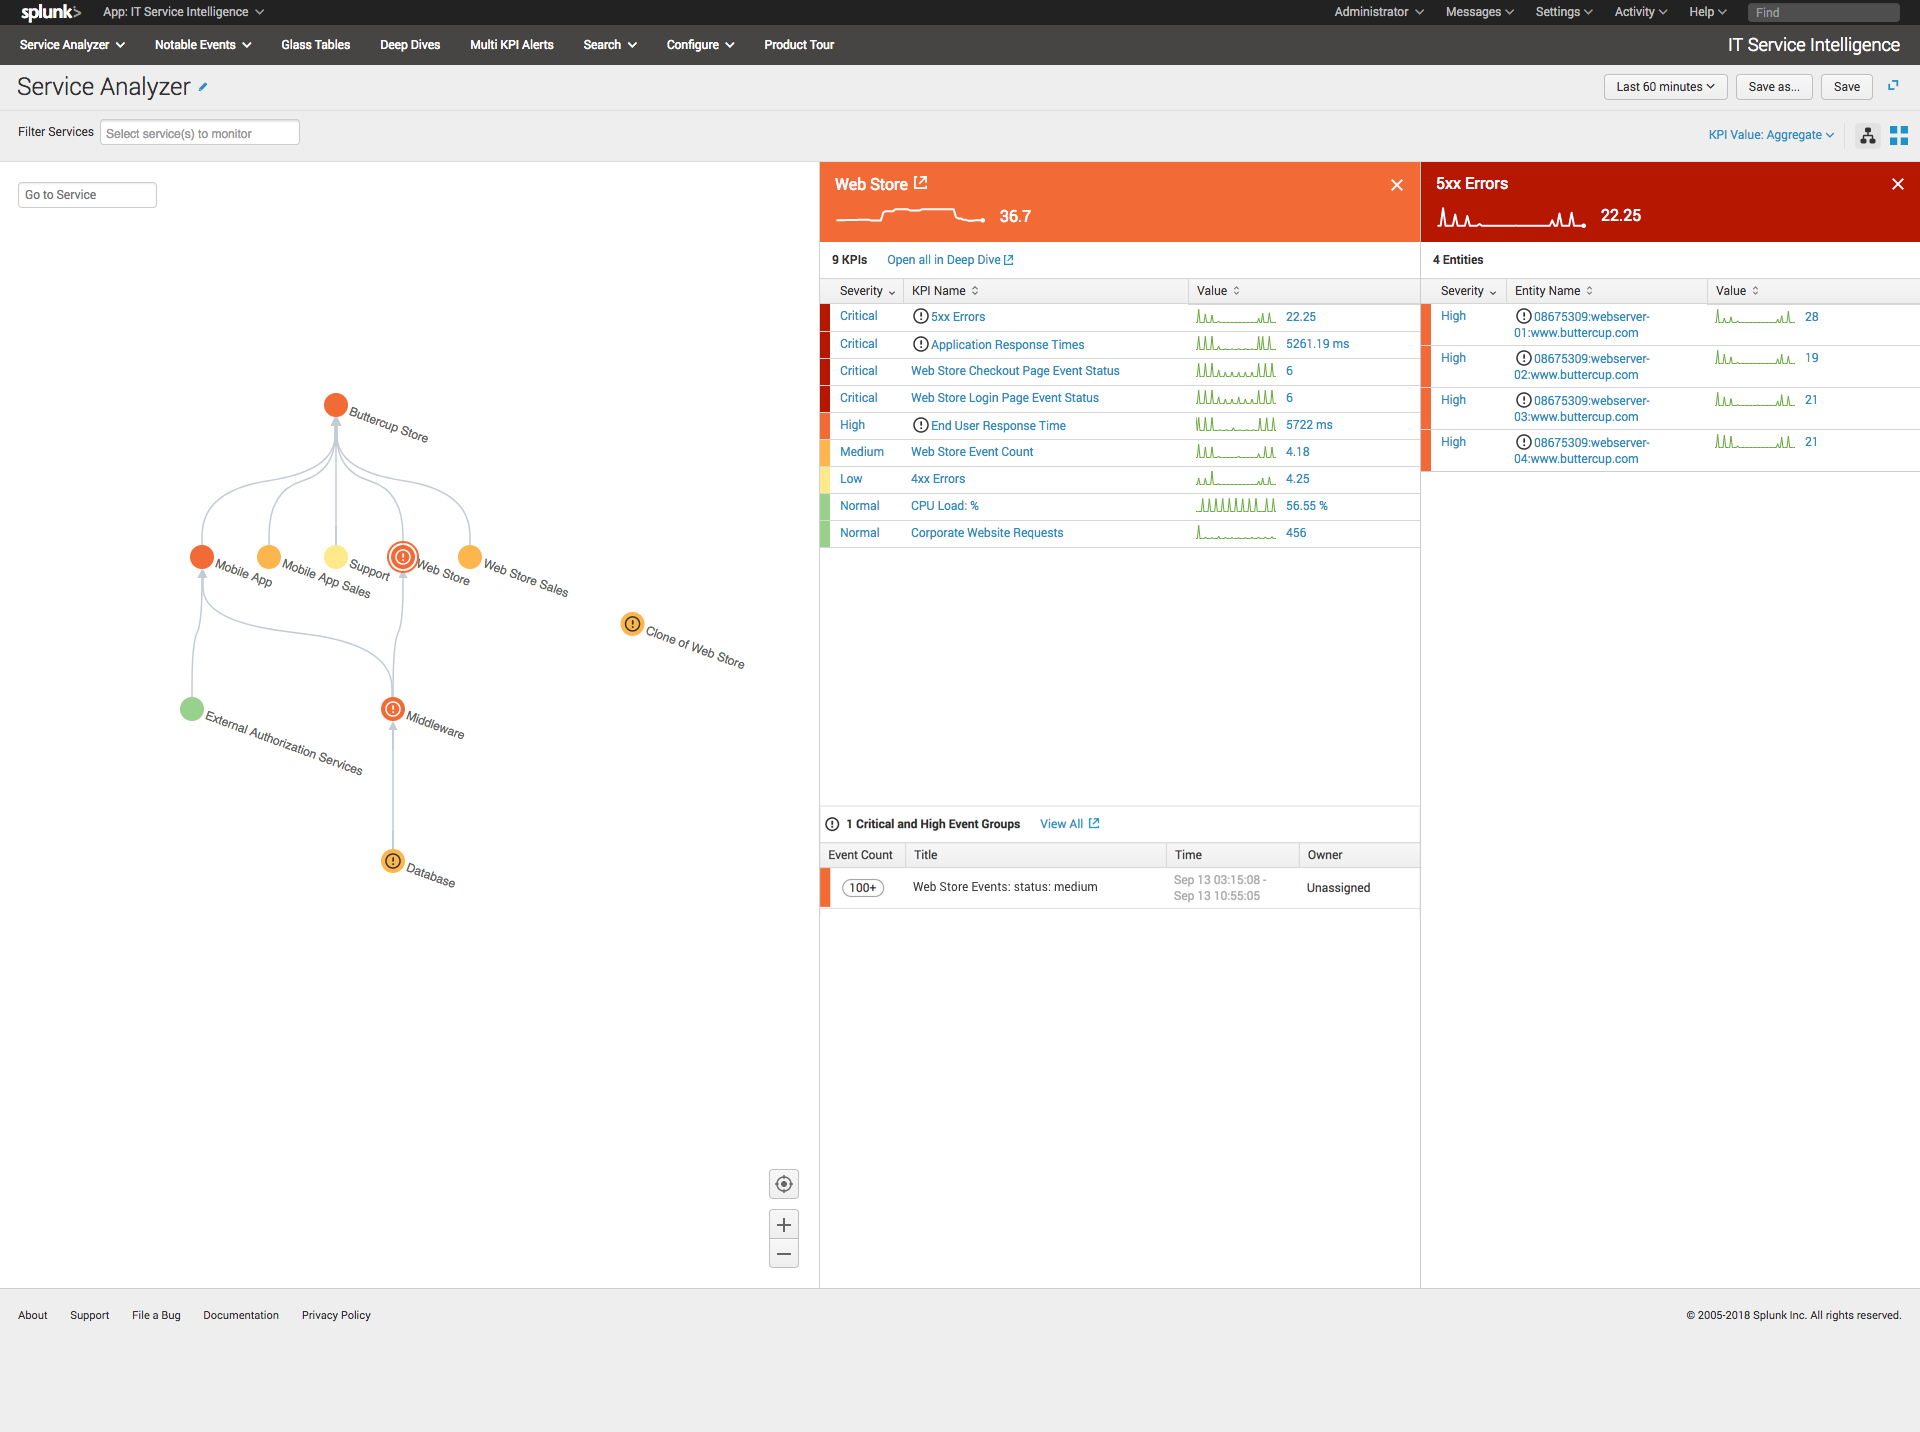 splunk> App: IT Service Intelligence Administrator Messages Settings Activity Help Find
Service Analyzer Notable Events Glass Tables Deep Dives Multi KPI Alerts Search Configure Product Tour IT Service Intelligence
Service Analyzer Last 60 minutes Save as... Save
Filter Services Select service(s) to monitor KPI Value: Aggregate
Go to Service
Buttercup Store
Mobile App
Mobile App Sales
Support
Web Store
Web Store Sales
Clone of Web Store
External Authorization Services
Middleware
Database
Web Store
36.7
9 KPIs Open all in Deep Dive
Severity KPI Name Value
Critical 5xx Errors 22.25
Critical Application Response Times 5261.19 ms
Critical Web Store Checkout Page Event Status 6
Critical Web Store Login Page Event Status 6
High End User Response Time 5722 ms
Medium Web Store Event Count 4.18
Low 4xx Errors 4.25
Normal CPU Load: % 56.55 %
Normal Corporate Website Requests 456
1 Critical and High Event Groups View All
Event Count Title Time Owner
100+ Web Store Events: status: medium Sep 13 03:15:08 - Unassigned
Sep 13 10:55:05
5xx Errors
22.25
4 Entities
Severity Entity Name Value
High 08675309:webserver- 28
01:www.buttercup.com
High 08675309:webserver- 19
02:www.buttercup.com
High 08675309:webserver- 21
03:www.buttercup.com
High 08675309:webserver- 21
04:www.buttercup.com
About Support File a Bug Documentation Privacy Policy © 2005-2018 Splunk Inc. All rights reserved.